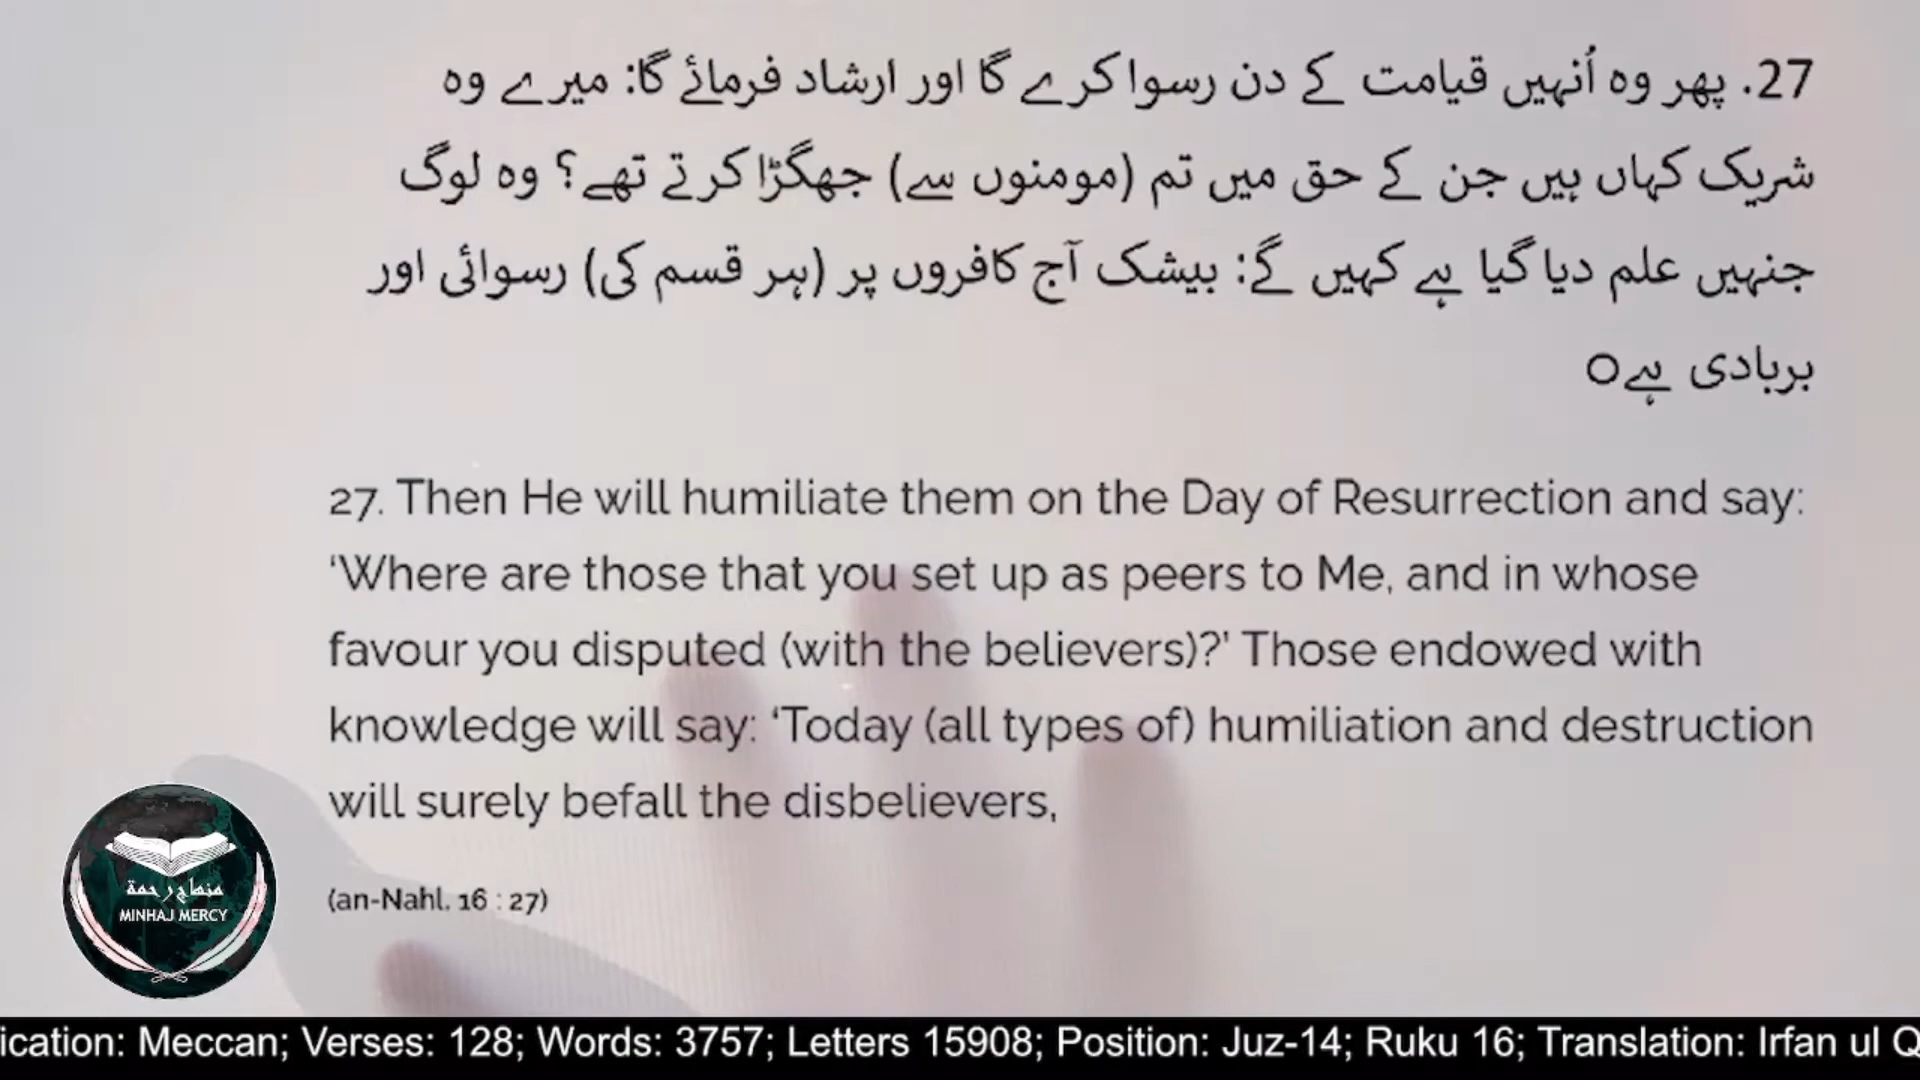 27. پھر وہ اُنہیں قیامت کے دن رسوا کرے گا اور ارشاد فرمائے گا: میرے وہ
شریک کہاں ہیں جن کے حق میں تم (مومنوں سے) جھگڑا کرتے تھے؟ وہ لوگ
جنہیں علم دیا گیا ہے کہیں گے: بیشک آج کافروں پر (ہر قسم کی) رسوائی اور
بربادی ہےo
27. Then He will humiliate them on the Day of Resurrection and say:
‘Where are those that you set up as peers to Me, and in whose
favour you disputed (with the believers)?’ Those endowed with
knowledge will say: ‘Today (all types of) humiliation and destruction
will surely befall the disbelievers,
(an-Nahl, 16 : 27)
منهاج رحمة
MINHAJ MERCY
ication: Meccan; Verses: 128; Words: 3757; Letters 15908; Position: Juz-14; Ruku 16; Translation: Irfan ul Q